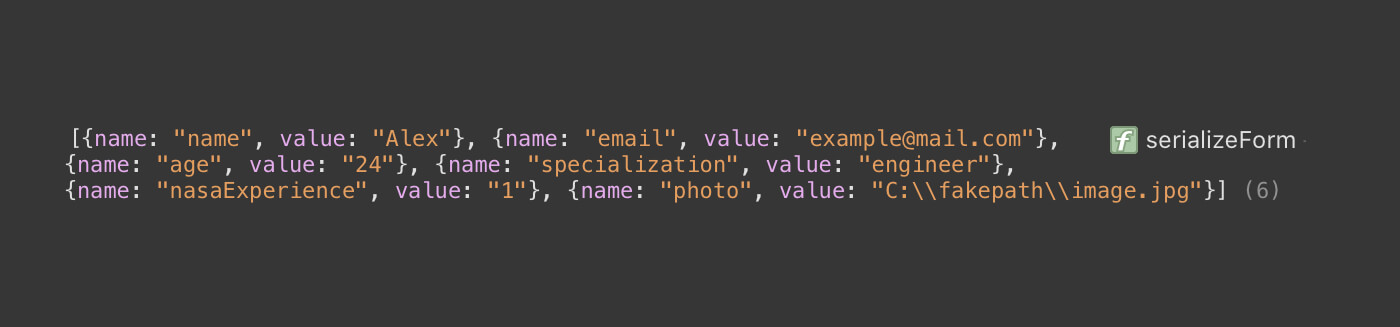 [{name: "name", value: "Alex"}, {name: "email", value: "example@mail.com"}, f serializeForm
{name: "age", value: "24"}, {name: "specialization", value: "engineer"},
{name: "nasaExperience", value: "1"}, {name: "photo", value: "C:\\fakepath\\image.jpg"}] (6)